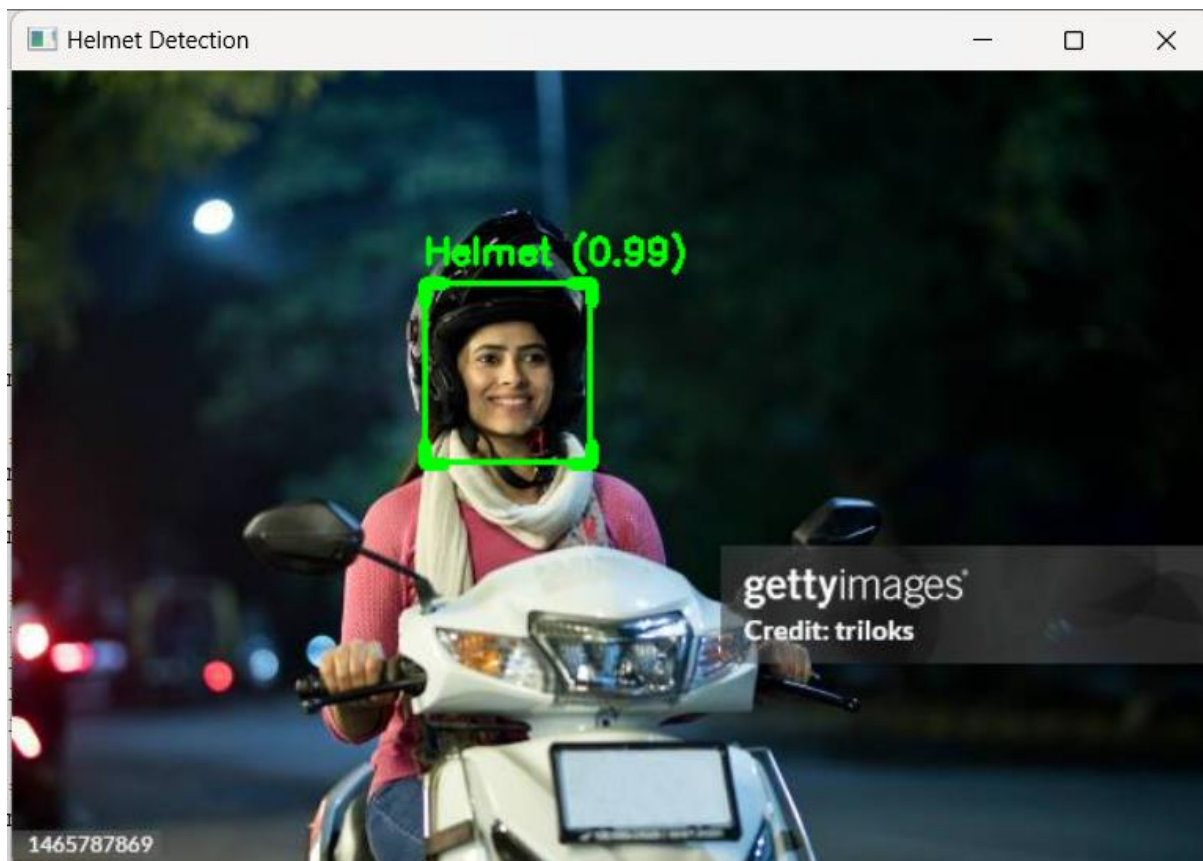 Helmet Detection
Helmet (0.99)
gettyimages®
Credit: triloks
1465787869